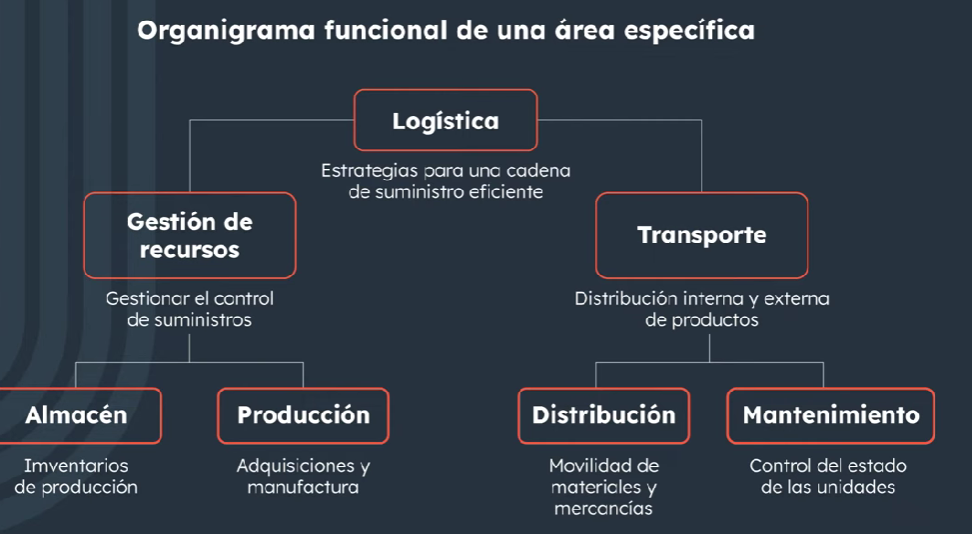 Organigrama funcional de una área específica
Logística
Estrategias para una cadena
de suministro eficiente
Gestión de
recursos
Gestionar el control
de suministros
Transporte
Distribución interna y externa
de productos
Almacén
Imventarios
de producción
Producción
Adquisiciones y
manufactura
Distribución
Movilidad de
materiales y
mercancías
Mantenimiento
Control del estado
de las unidades